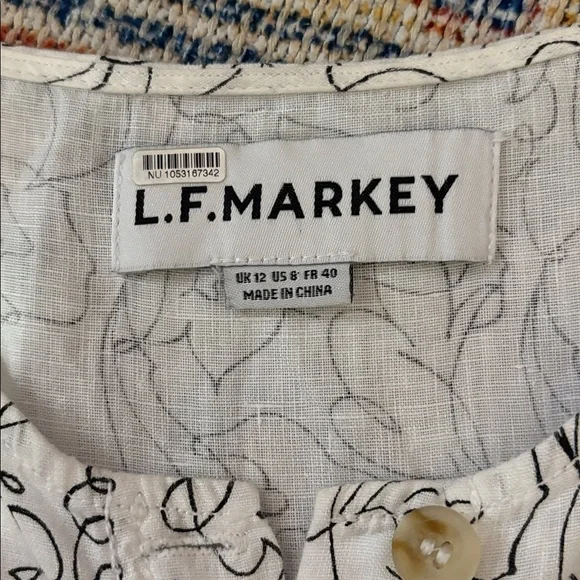 NU 1053167342
L.F.MARKEY
UK 12 US 8 FR 40
MADE IN CHINA